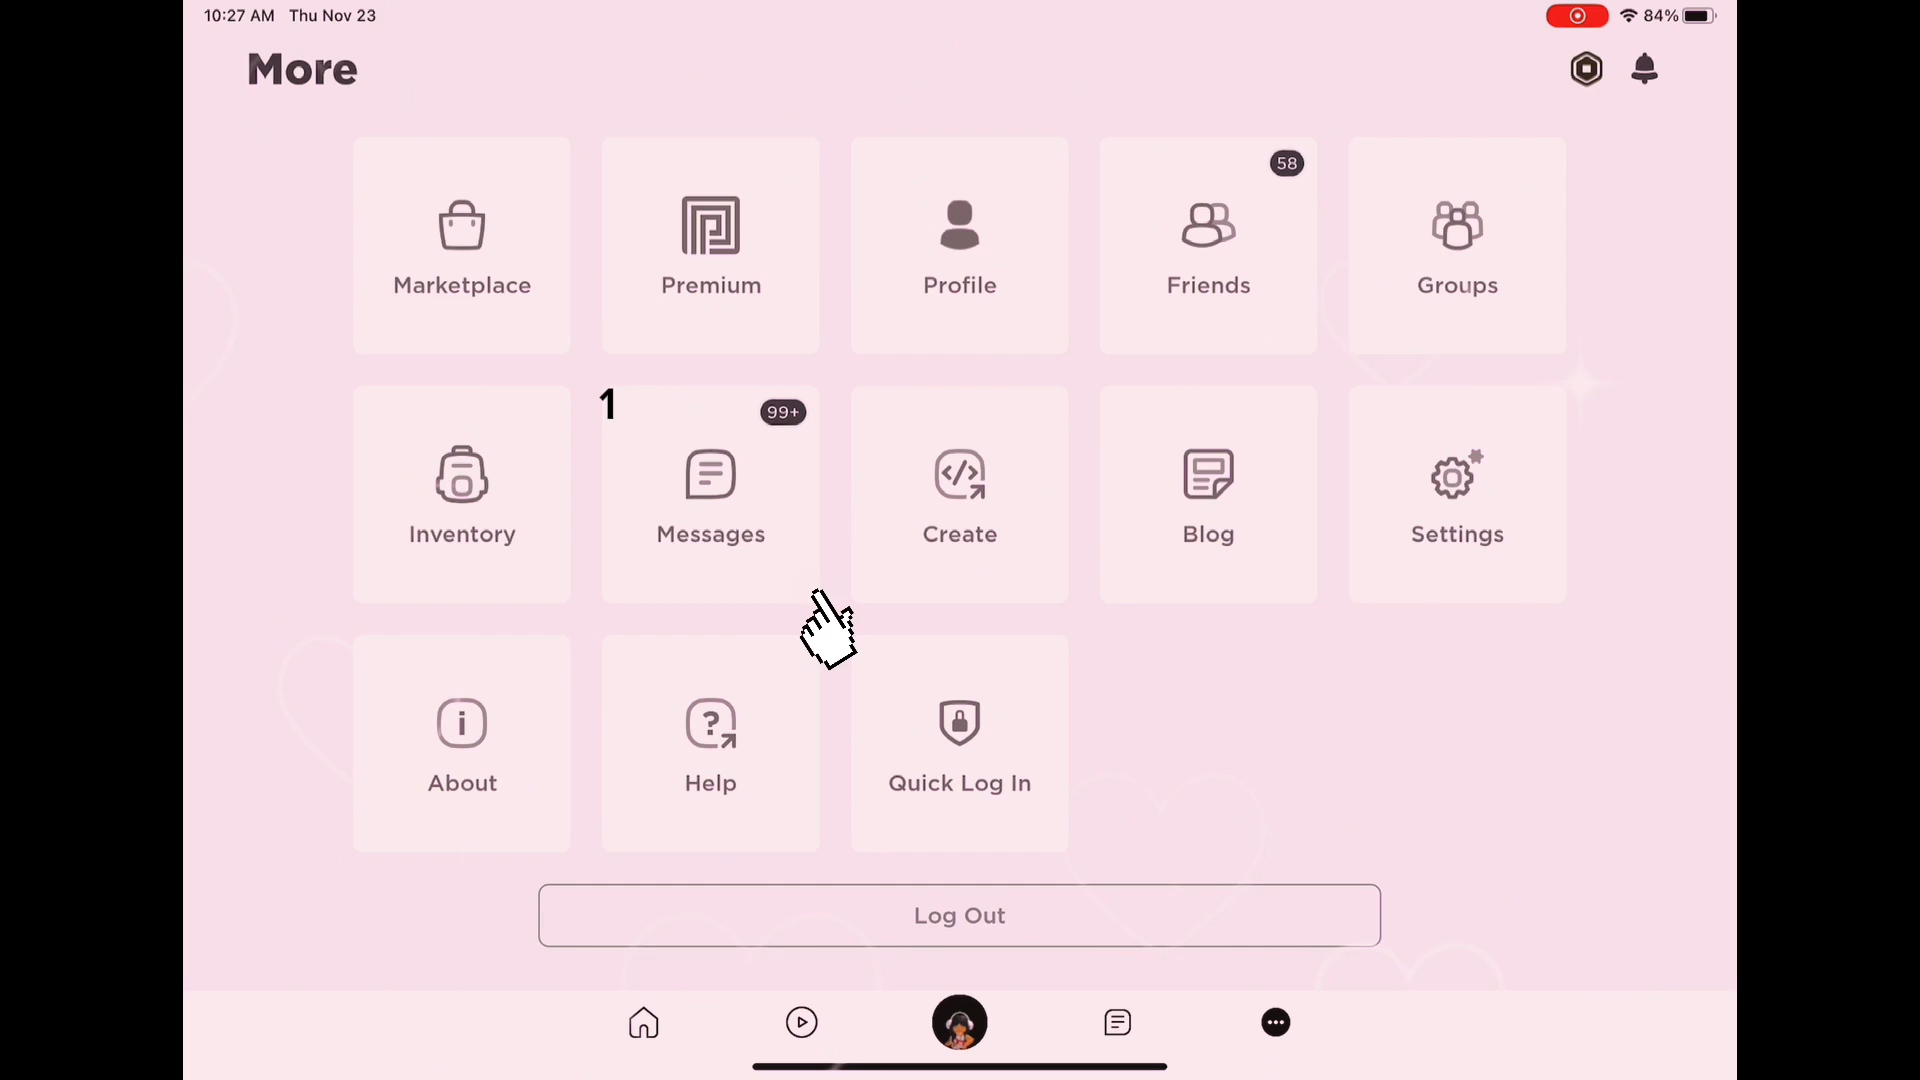 10:27 AM Thu Nov 23
84%
More
58
Marketplace
Premium
Profile
Friends
Groups
1
99+
Inventory
Messages
Create
Blog
Settings
About
Help
Quick Log In
Log Out